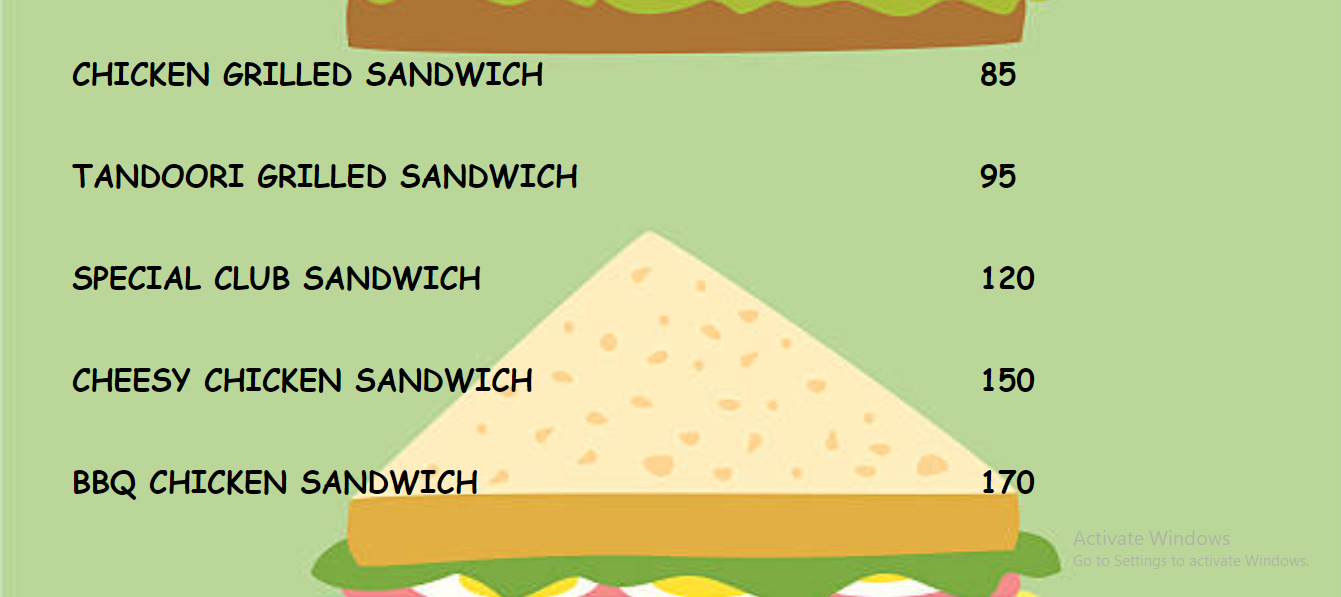 CHICKEN GRILLED SANDWICH 85
TANDOORI GRILLED SANDWICH 95
SPECIAL CLUB SANDWICH 120
CHEESY CHICKEN SANDWICH 150
BBQ CHICKEN SANDWICH 170
Activate Windows
Go to Settings to activate Windows.